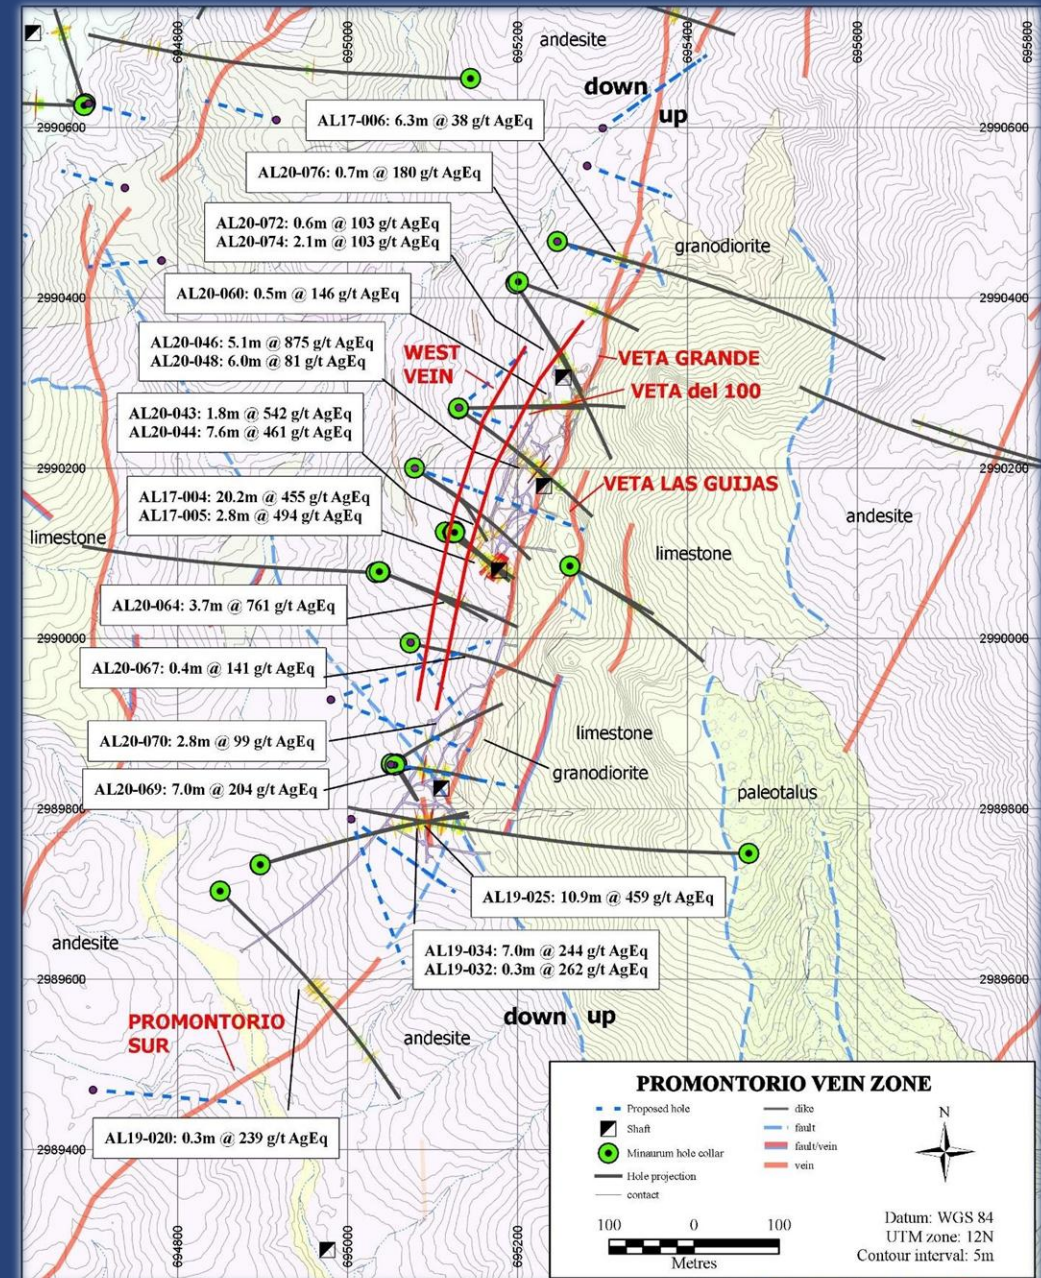 694800
695000
695200
695400
695600
695800
andesite
down
up
2990600
AL17-006: 6.3m @ 38 g/t AgEq
AL20-076: 0.7m @ 180 g/t AgEq
AL20-072: 0.6m @ 103 g/t AgEq
AL20-074: 2.1m @ 103 g/t AgEq
granodiorite
AL20-060: 0.5m @ 146 g/t AgEq
2990400
AL20-046: 5.1m @ 875 g/t AgEq
AL20-048: 6.0m @ 81 g/t AgEq
WEST
VEIN
VETA GRANDE
VETA del 100
AL20-043: 1.8m @ 542 g/t AgEq
AL20-044: 7.6m @ 461 g/t AgEq
2990200
2990200
VETA LAS GUIJAS
AL17-004: 20.2m @ 455 g/t AgEq
AL17-005: 2.8m @ 494 g/t AgEq
andesite
limestone
limestone
AL20-064: 3.7m @ 761 g/t AgEq
2990000
2990000
AL20-067: 0.4m @ 141 g/t AgEq
limestone
AL20-070: 2.8m @ 99 g/t AgEq
granodiorite
AL20-069: 7.0m @ 204 g/t AgEq
paleotalus
2989800
2989800
AL19-025: 10.9m @ 459 g/t AgEq
andesite
AL19-034: 7.0m @ 244 g/t AgEq
AL19-032: 0.3m @ 262 g/t AgEq
2989600
2989600
PROMONTORIO
SUR
down up
andesite
AL19-020: 0.3m @ 239 g/t AgEq
2989400
694800
695000
695200
PROMONTORIO VEIN ZONE
Proposed hole
Shaft
Minaurum hole collar
Hole projection
contact
dike
fault
fault/vein
vein
N
100 0 100
Metres
Datum: WGS 84
UTM zone: 12N
Contour interval: 5m